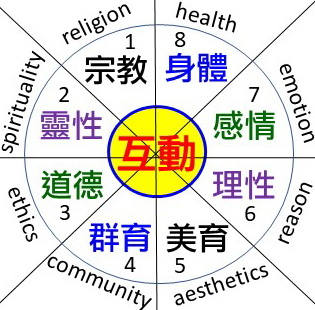 religion
1
宗教
spirituality
2
靈性
ethics
道德
3
community
群育
4
aesthetics
美育
5
reason
理性
6
emotion
7
感情
health
8
身體
互動